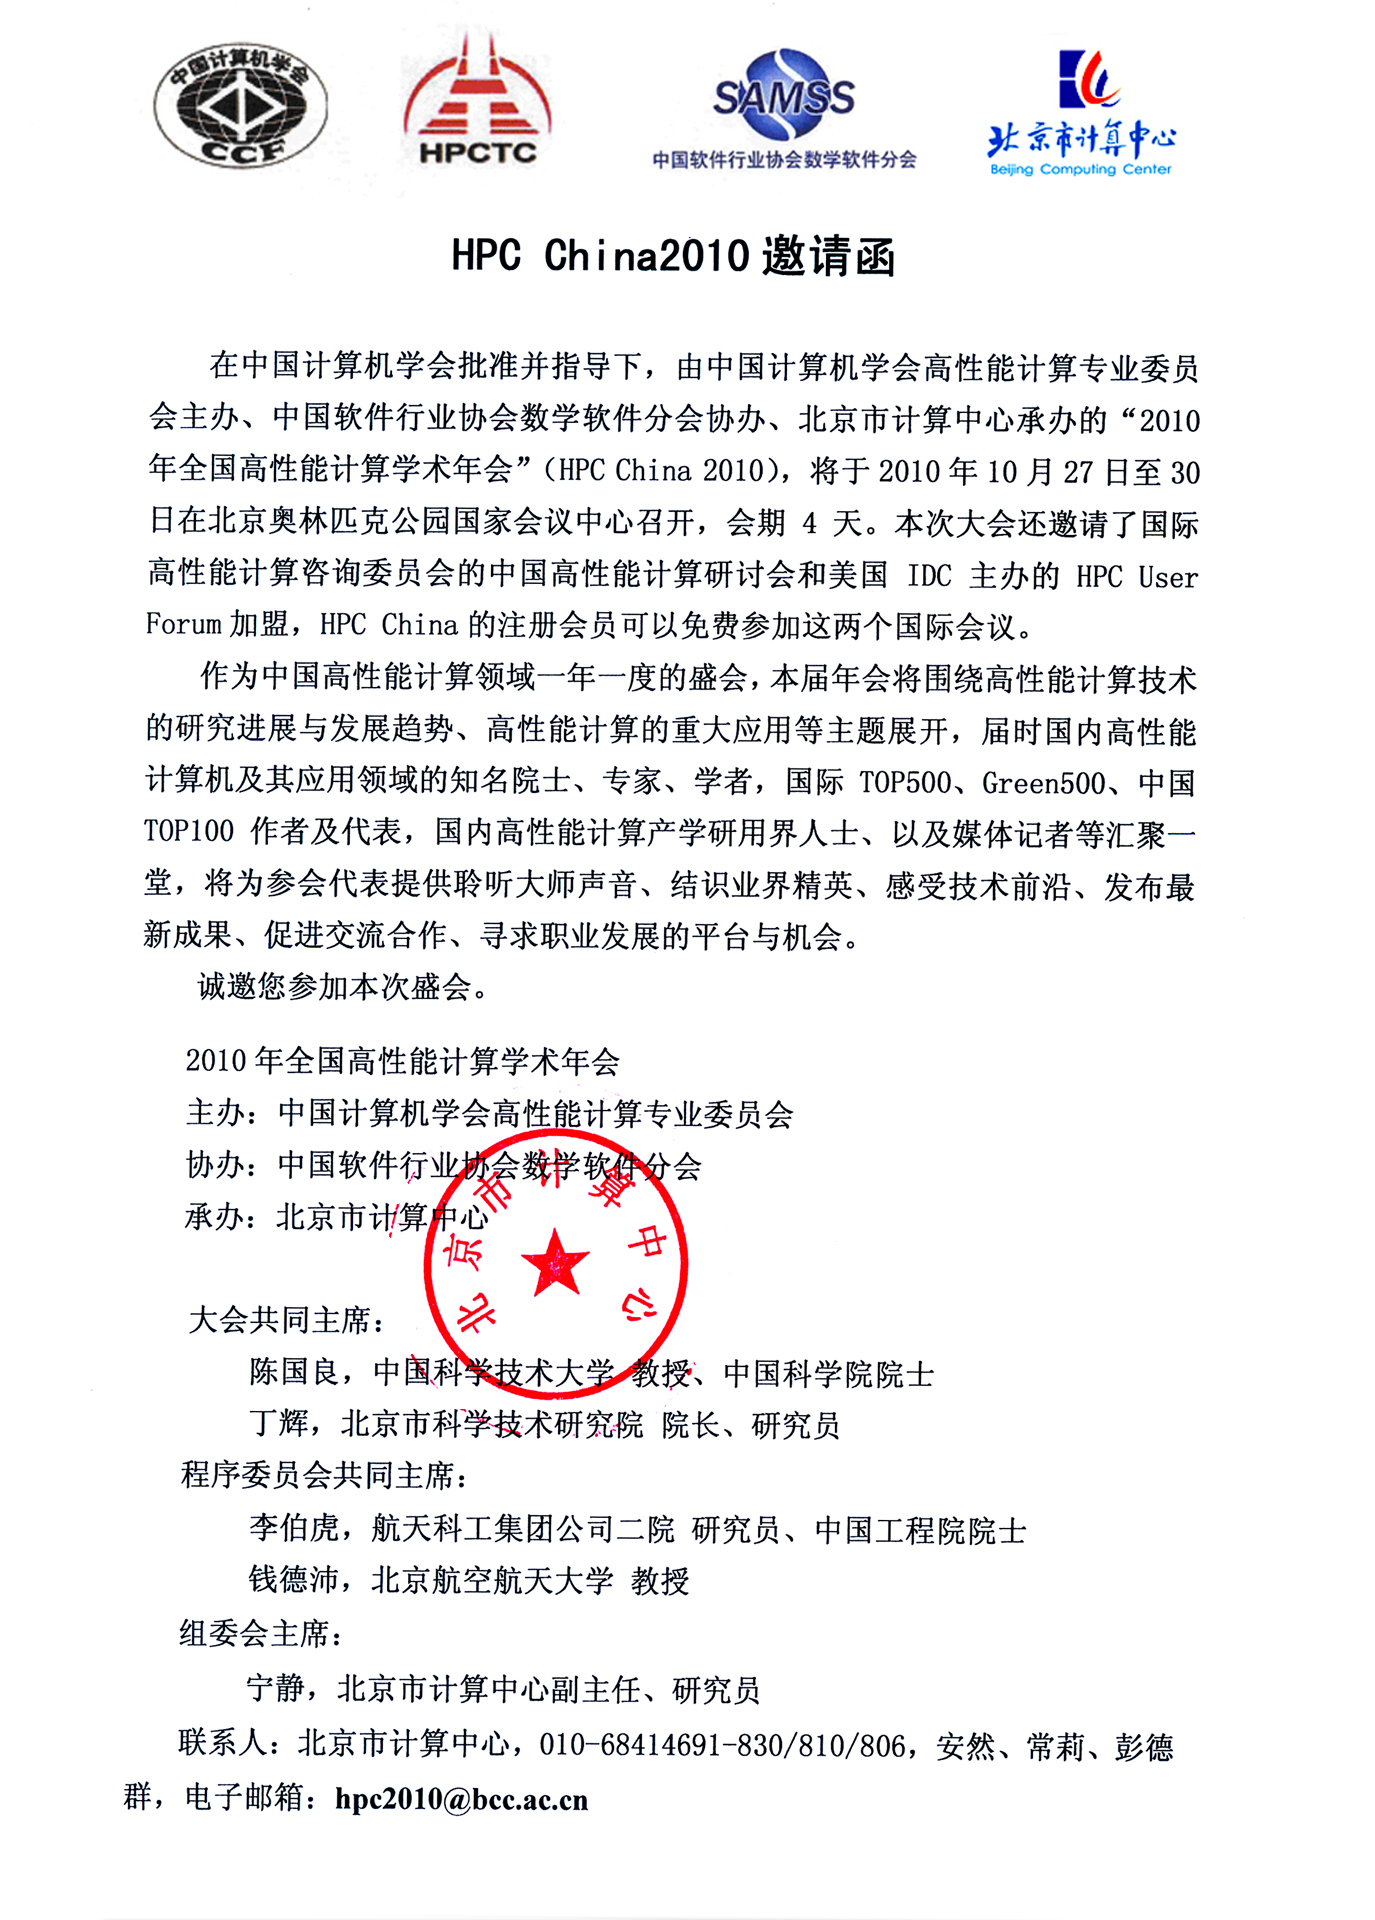 中国计算机学会
CCF
HPCTC
SAMSS
中国软件行业协会数学软件分会
北京市计算中心
Beijing Computing Center
HPC China2010邀请函
在中国计算机学会批准并指导下，由中国计算机学会高性能计算专业委员
会主办、中国软件行业协会数学软件分会协办、北京市计算中心承办的“2010
年全国高性能计算学术年会”（HPC China 2010），将于2010年10月27日至30
日在北京奥林匹克公园国家会议中心召开，会期 4 天。本次大会还邀请了国际
高性能计算咨询委员会的中国高性能计算研讨会和美国 IDC 主办的 HPC User
Forum加盟，HPC China的注册会员可以免费参加这两个国际会议。
作为中国高性能计算领域一年一度的盛会，本届年会将围绕高性能计算技术
的研究进展与发展趋势、高性能计算的重大应用等主题展开，届时国内高性能
计算机及其应用领域的知名院士、专家、学者，国际 TOP500、Green500、中国
TOP100 作者及代表，国内高性能计算产学研用界人士、以及媒体记者等汇聚一
堂，将为参会代表提供聆听大师声音、结识业界精英、感受技术前沿、发布最
新成果、促进交流合作、寻求职业发展的平台与机会。
诚邀您参加本次盛会。
2010年全国高性能计算学术年会
主办：中国计算机学会高性能计算专业委员会
协办：中国软件行业协会数学软件分会
承办：北京市计算中心
北京市计算中心
大会共同主席：
陈国良，中国科学技术大学 教授、中国科学院院士
丁辉，北京市科学技术研究院 院长、研究员
程序委员会共同主席：
李伯虎，航天科工集团公司二院 研究员、中国工程院院士
钱德沛，北京航空航天大学 教授
组委会主席：
宁静，北京市计算中心副主任、研究员
联系人：北京市计算中心，010-68414691-830/810/806，安然、常莉、彭德
群，电子邮箱：hpc2010@bcc.ac.cn